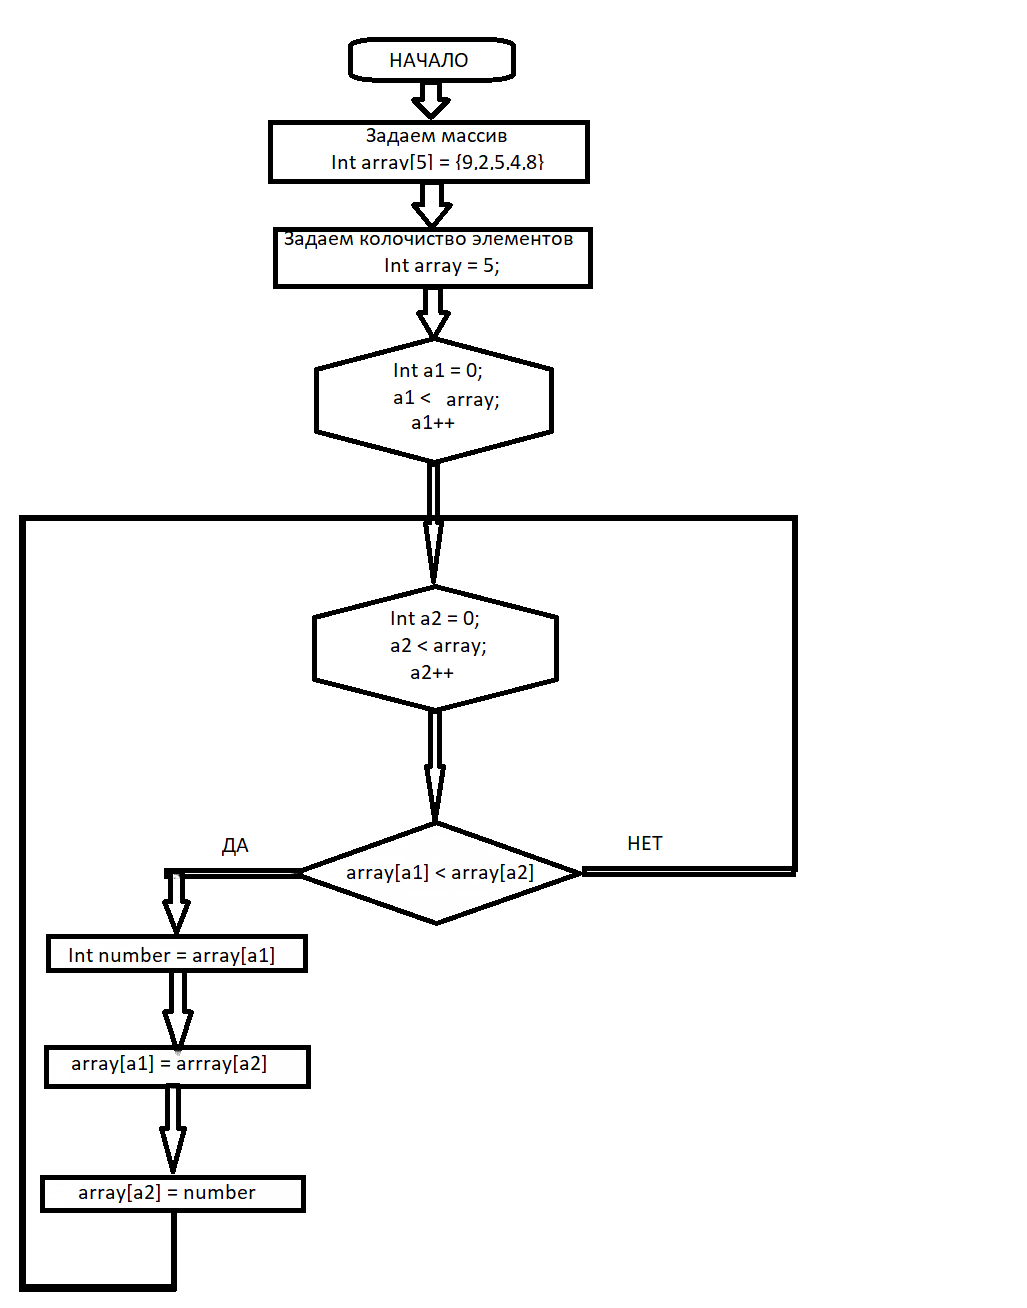 НАЧАЛО
Задаем массив
Int array[5] = {9,2,5,4,8}
Задаем колочиство элементов
Int array = 5;
Int a1 = 0;
a1 < array;
a1++
Int a2 = 0;
a2 < array;
a2++
ДА
НЕТ
array[a1] < array[a2]
Int number = array[a1]
array[a1] = arrray[a2]
array[a2] = number